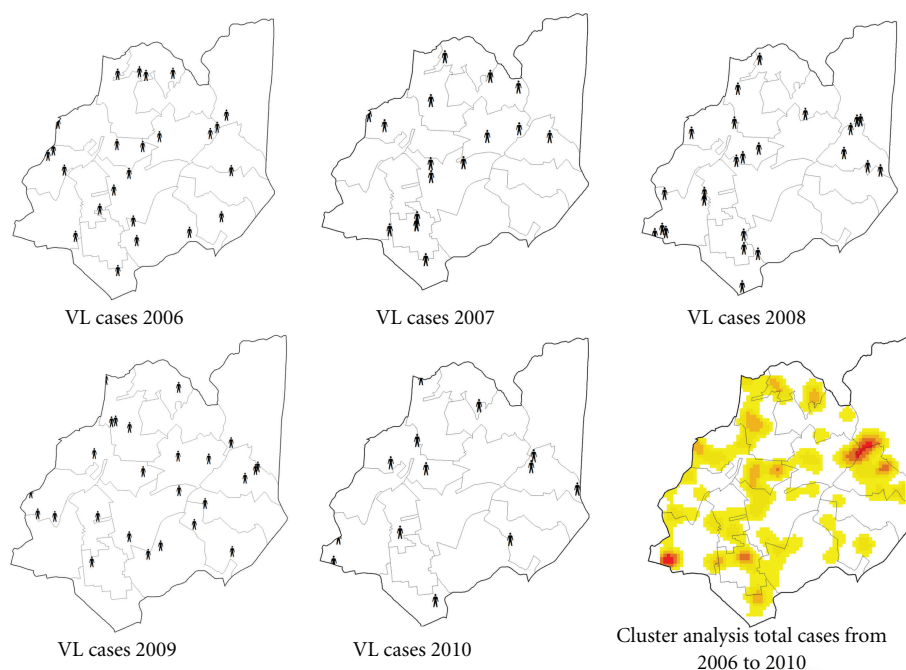 VL cases 2006
VL cases 2007
VL cases 2008
VL cases 2009
VL cases 2010
Cluster analysis total cases from
2006 to 2010